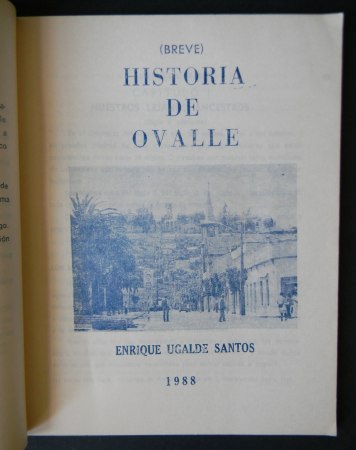 (BREVE)
HISTORIA
DE
OVALLE
ENRIQUE UGALDE SANTOS
1988